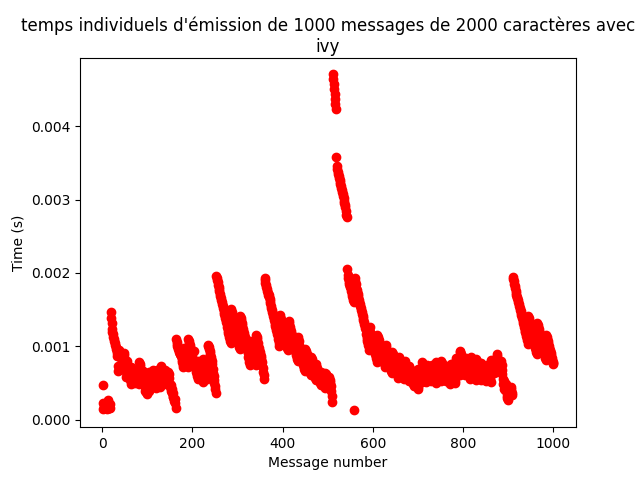 temps individuels d'émission de 1000 messages de 2000 caractères avec
ivy
0.004
0.003
0.002
0.001
0.000
Time (s)
0 200 400 600 800 1000
Message number